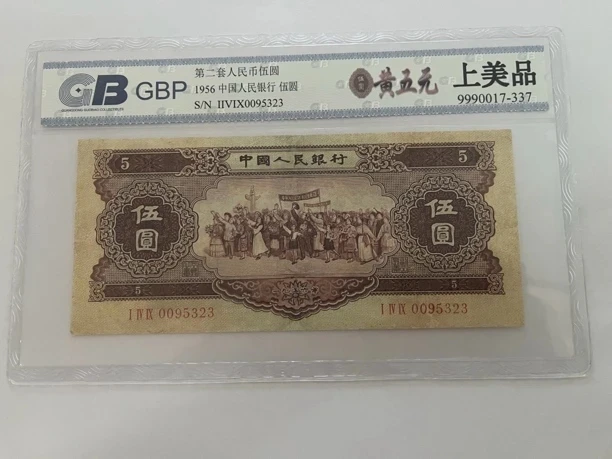 GB GBP
第二套人民币伍圆
1956 中国人民银行 伍圆
S/N IIVIX0095323
黄五元
上美品
9990017-337
5 中國人民銀行 5
伍圓
伍圓
5 5
I IV IX 0095323 I IV IX 0095323